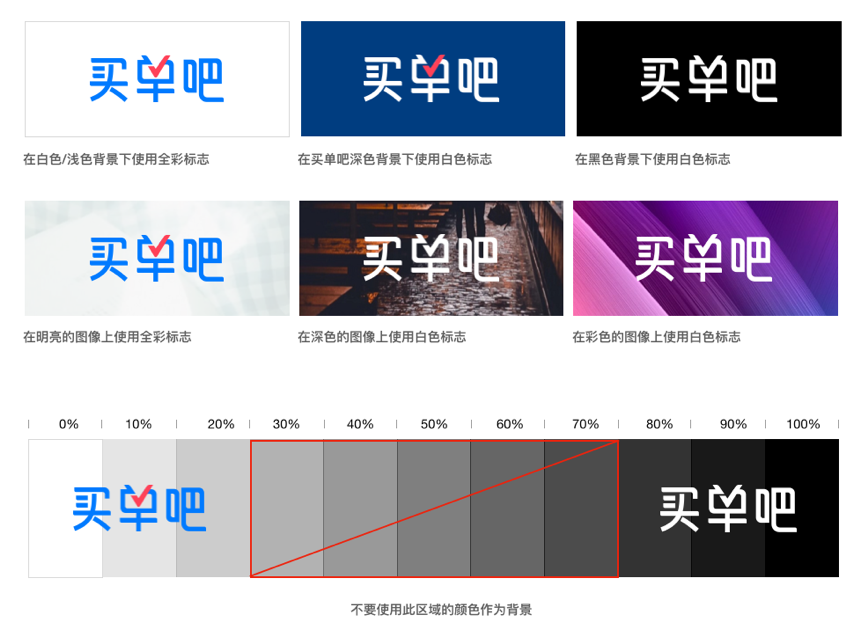 买单吧 买单吧 买单吧
在白色/浅色背景下使用全彩标志 在买单吧深色背景下使用白色标志 在黑色背景下使用白色标志
买单吧 买单吧 买单吧
在明亮的图像上使用全彩标志 在深色的图像上使用白色标志 在彩色的图像上使用白色标志
0% 10% 20% 30% 40% 50% 60% 70% 80% 90% 100%
买单吧 买单吧
不要使用此区域的颜色作为背景